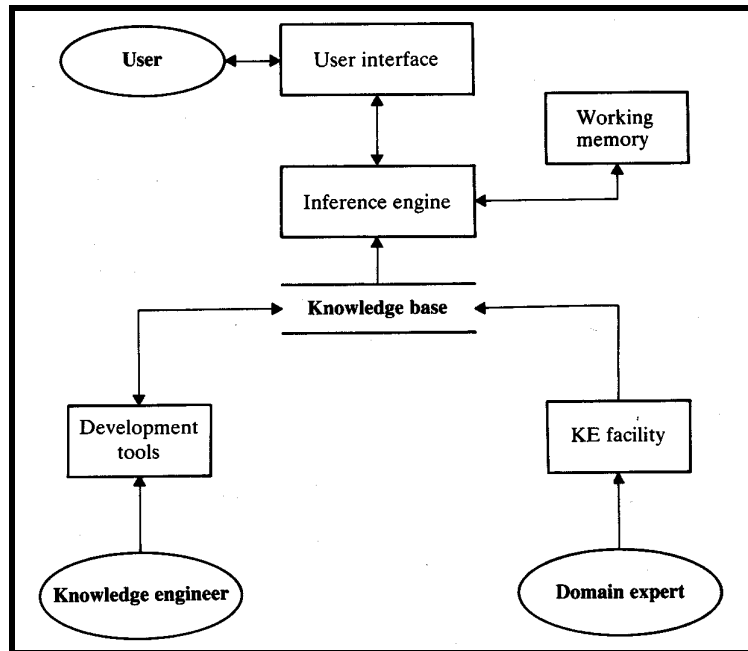 User
User interface
Working
memory
Inference engine
Knowledge base
Development
tools
KE facility
Knowledge engineer
Domain expert